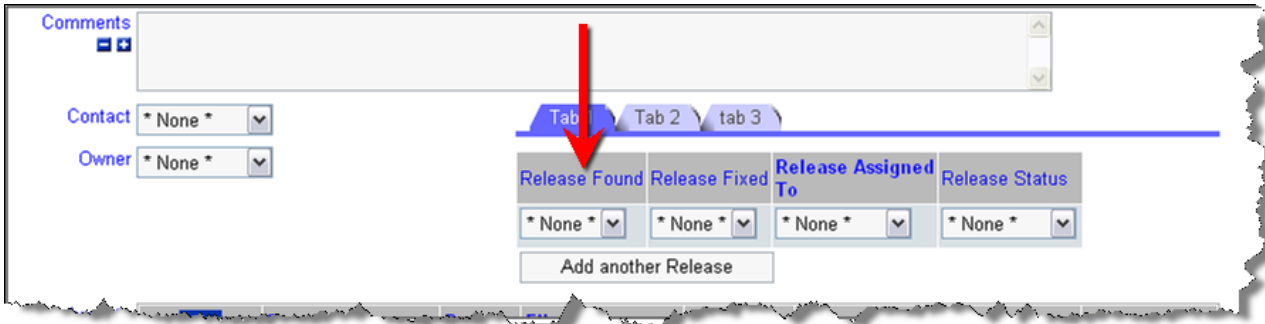 Comments
Contact * None *
Tab 2 tab 3
Owner * None *
Release Found Release Fixed Release Assigned To Release Status
* None * * None * * None * * None *
Add another Release